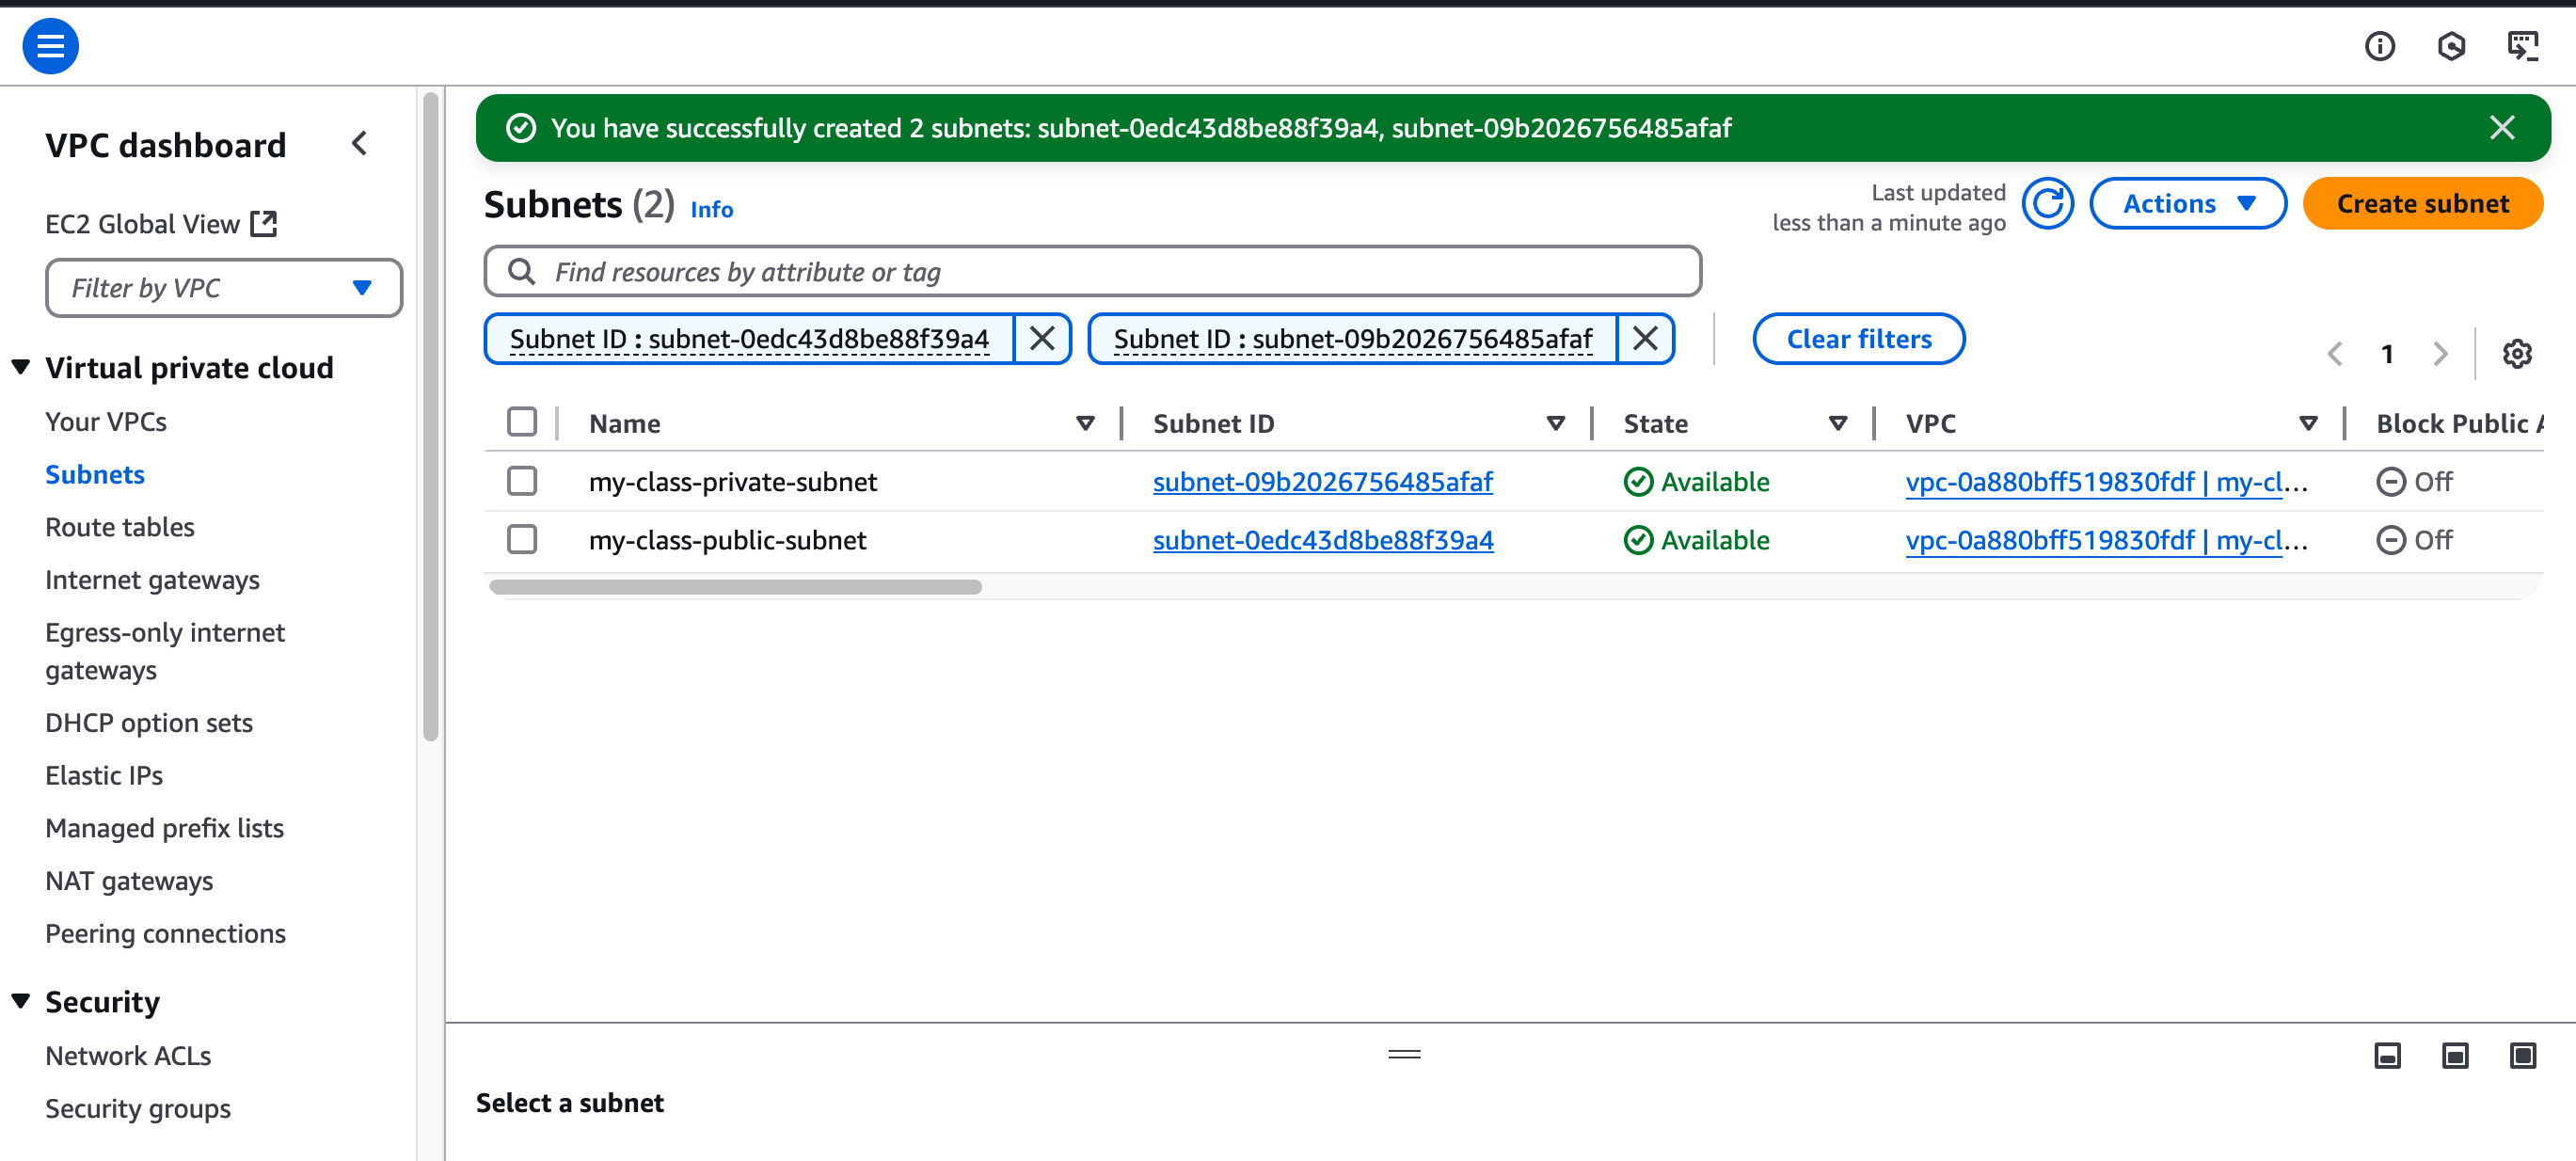 VPC dashboard
EC2 Global View
Filter by VPC
Virtual private cloud
Your VPCs
Subnets
Route tables
Internet gateways
Egress-only internet
gateways
DHCP option sets
Elastic IPs
Managed prefix lists
NAT gateways
Peering connections
Security
Network ACLs
Security groups
You have successfully created 2 subnets: subnet-0edc43d8be88f39a4, subnet-09b2026756485afaf
Subnets (2) Info
Last updated
less than a minute ago
Actions
Create subnet
Find resources by attribute or tag
Subnet ID : subnet-0edc43d8be88f39a4
Subnet ID : subnet-09b2026756485afaf
Clear filters
1
Name Subnet ID State VPC Block Public A
my-class-private-subnet subnet-09b2026756485afaf Available vpc-0a880bff519830fdf | my-cl... Off
my-class-public-subnet subnet-0edc43d8be88f39a4 Available vpc-0a880bff519830fdf | my-cl... Off
Select a subnet